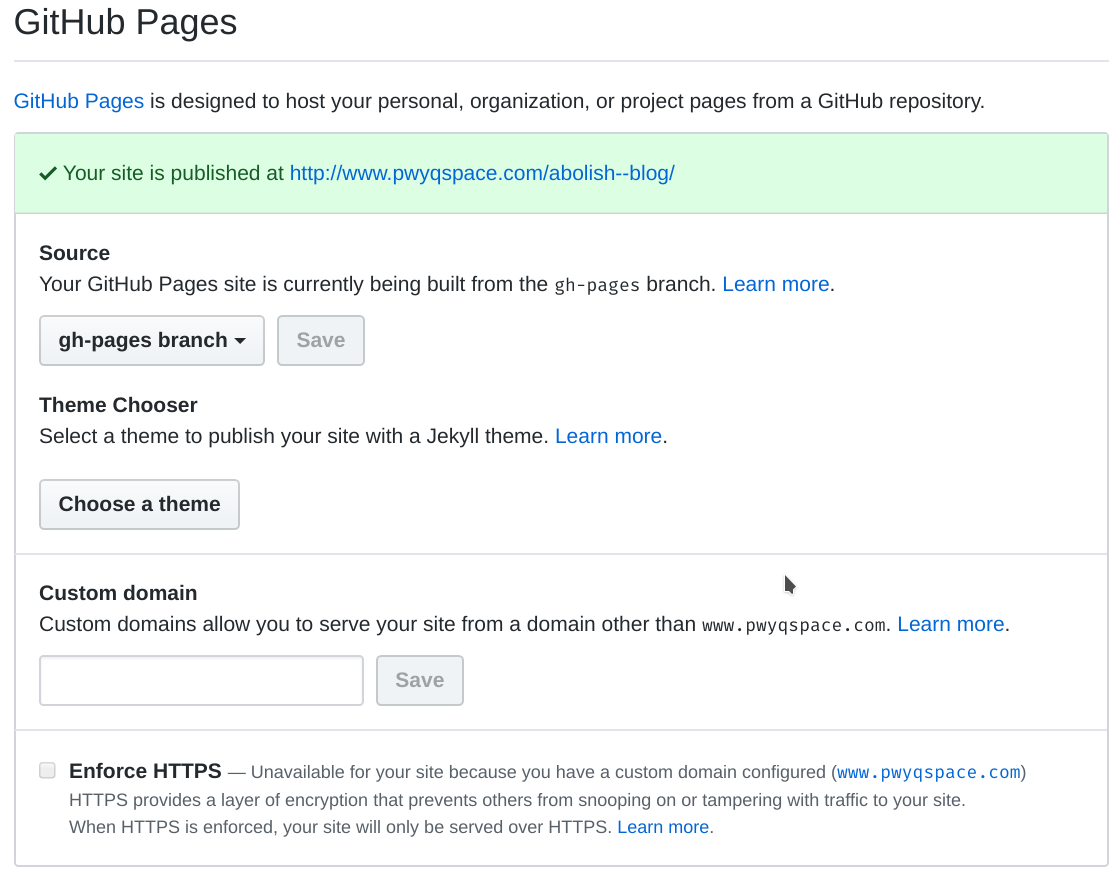 GitHub Pages
GitHub Pages is designed to host your personal, organization, or project pages from a GitHub repository.
Your site is published at http://www.pwyqspace.com/abolish--blog/
Source
Your GitHub Pages site is currently being built from the gh-pages branch. Learn more.
gh-pages branch Save
Theme Chooser
Select a theme to publish your site with a Jekyll theme. Learn more.
Choose a theme
Custom domain
Custom domains allow you to serve your site from a domain other than www.pwyqspace.com. Learn more.
Save
Enforce HTTPS — Unavailable for your site because you have a custom domain configured (www.pwyqspace.com)
HTTPS provides a layer of encryption that prevents others from snooping on or tampering with traffic to your site.
When HTTPS is enforced, your site will only be served over HTTPS. Learn more.